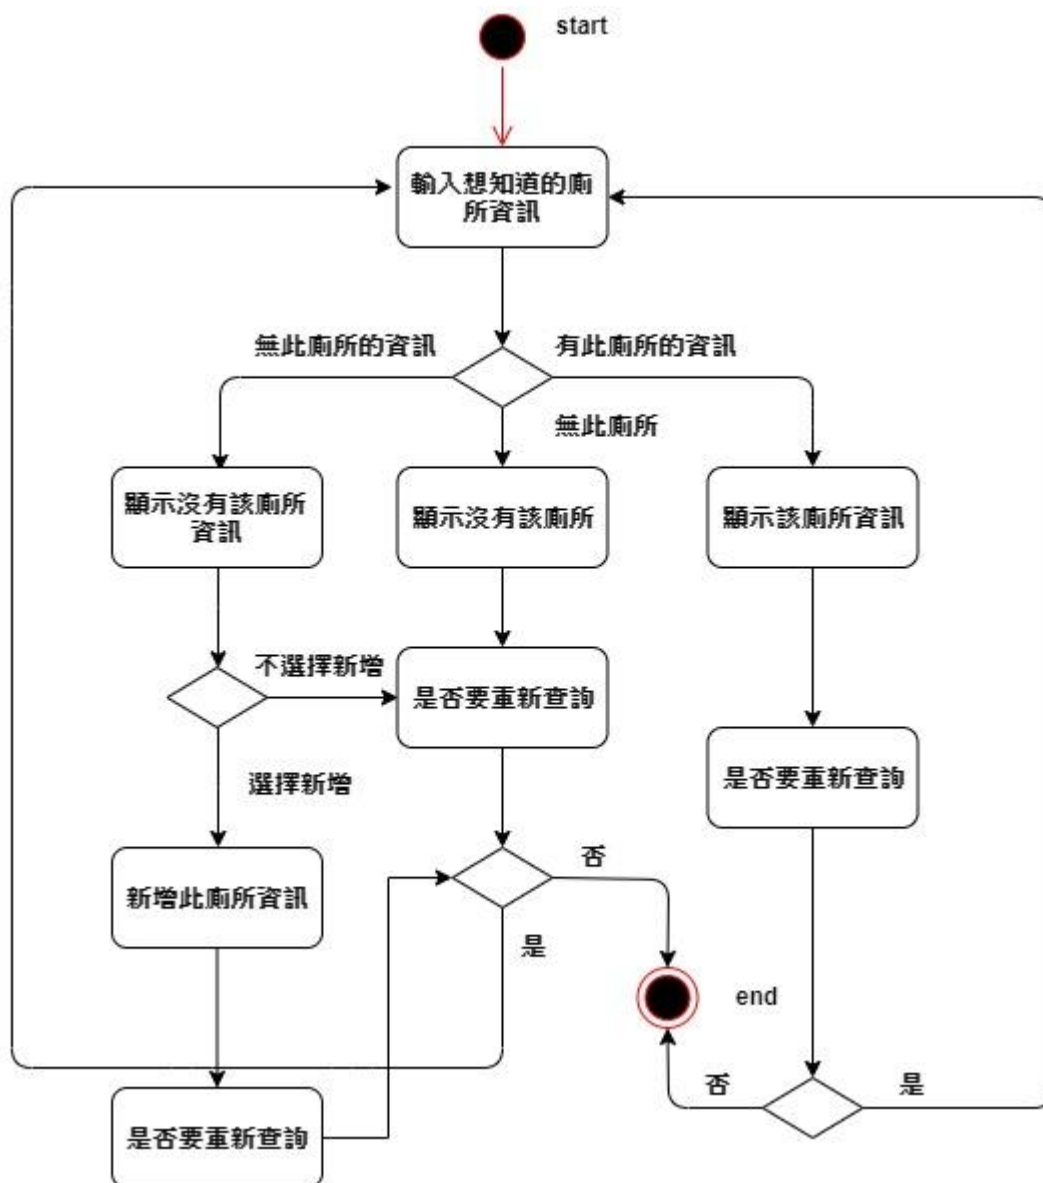 start
輸入想知道的廁
所資訊
無此廁所的資訊
有此廁所的資訊
無此廁所
顯示沒有該廁所
資訊
顯示沒有該廁所
顯示該廁所資訊
不選擇新增
是否要重新查詢
選擇新增
是否要重新查詢
新增此廁所資訊
否
是
end
否
是
是否要重新查詢